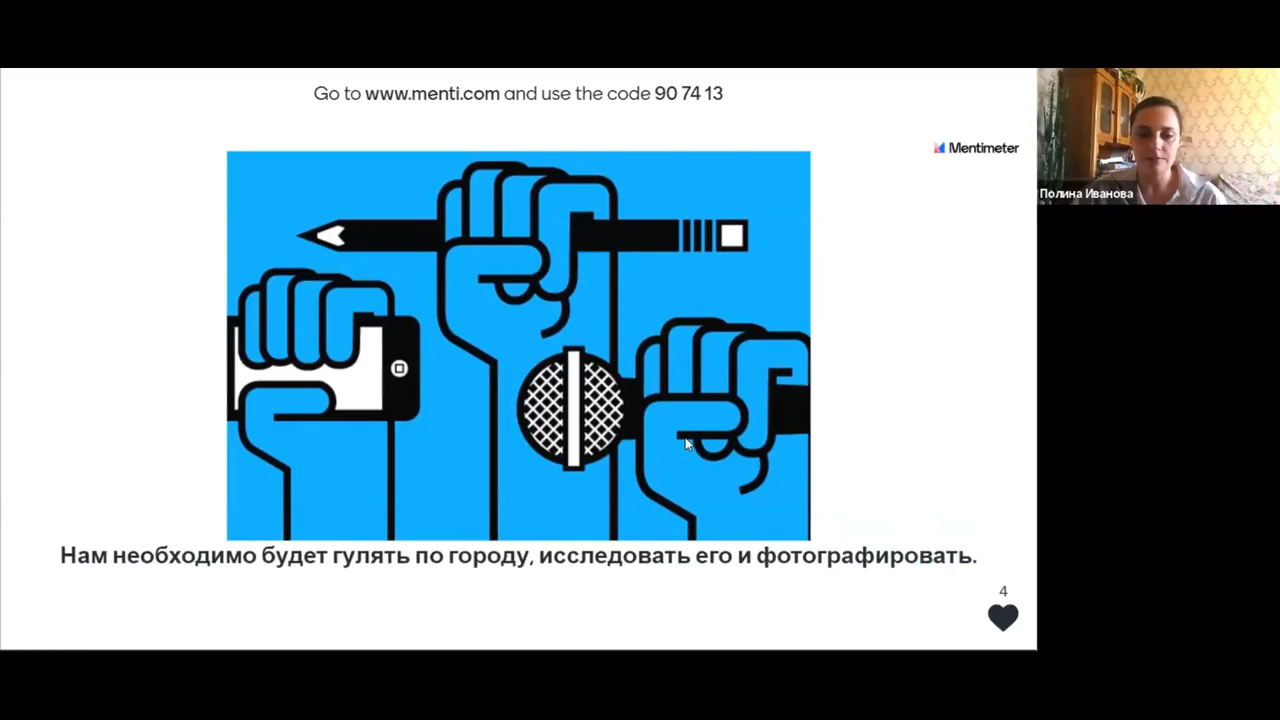 Go to www.menti.com and use the code 90 74 13
Mentimeter
Полина Иванова
Нам необходимо будет гулять по городу, исследовать его и фотографировать.
4